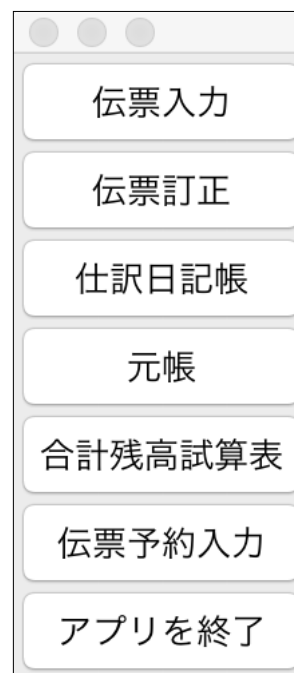 伝票入力
伝票訂正
仕訳日記帳
元帳
合計残高試算表
伝票予約入力
アプリを終了